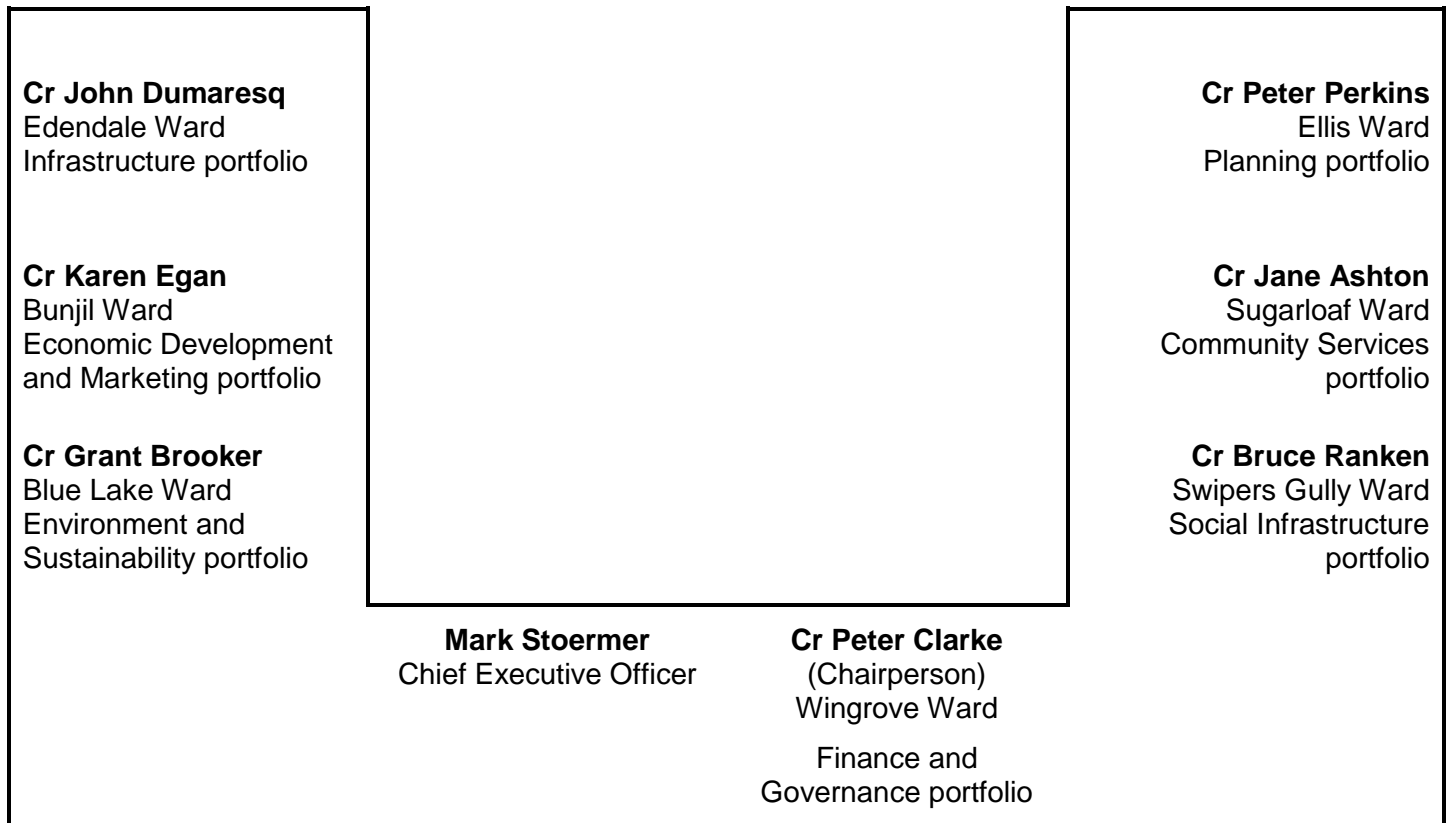 Cr John Dumaresq
Edendale Ward
Infrastructure portfolio
Cr Karen Egan
Bunjil Ward
Economic Development
and Marketing portfolio
Cr Grant Brooker
Blue Lake Ward
Environment and
Sustainability portfolio
Cr Peter Perkins
Ellis Ward
Planning portfolio
Cr Jane Ashton
Sugarloaf Ward
Community Services
portfolio
Cr Bruce Ranken
Swipers Gully Ward
Social Infrastructure
portfolio
Mark Stoermer
Chief Executive Officer
Cr Peter Clarke
(Chairperson)
Wingrove Ward
Finance and
Governance portfolio